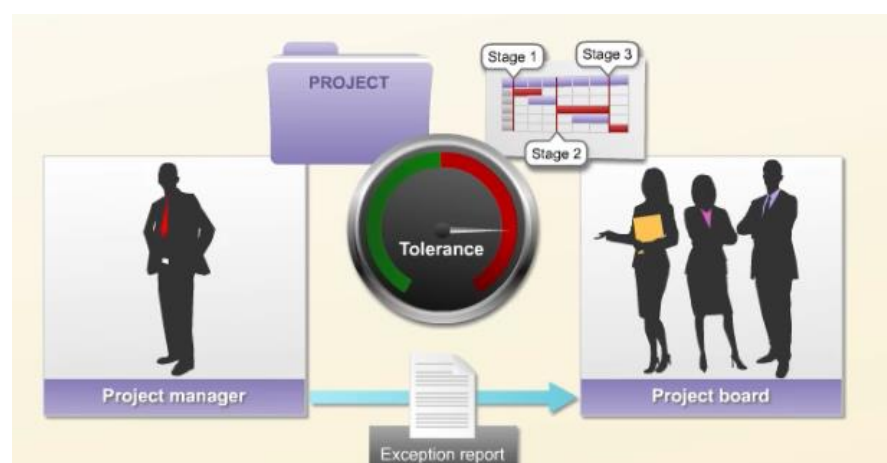 PROJECT
Stage 1
Stage 3
Stage 2
Tolerance
Project manager
Project board
Exception report